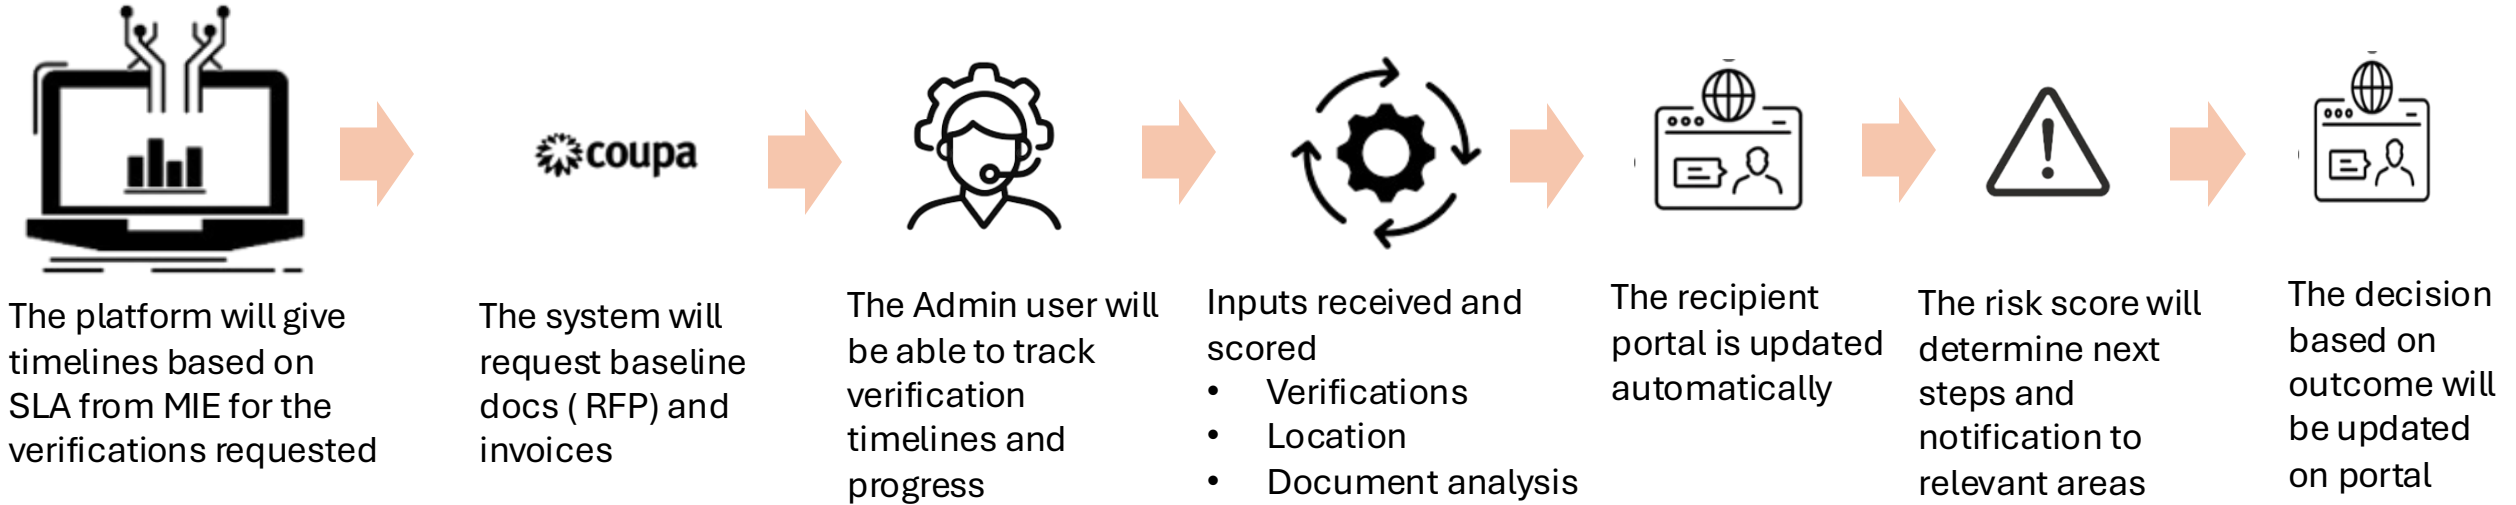 coupa
The platform will give
timelines based on
SLA from MIE for the
verifications requested
The system will
request baseline
docs ( RFP) and
invoices
The Admin user will
be able to track
verification
timelines and
progress
Inputs received and
scored
• Verifications
• Location
• Document analysis
The recipient
portal is updated
automatically
The risk score will
determine next
steps and
notification to
relevant areas
The decision
based on
outcome will
be updated
on portal